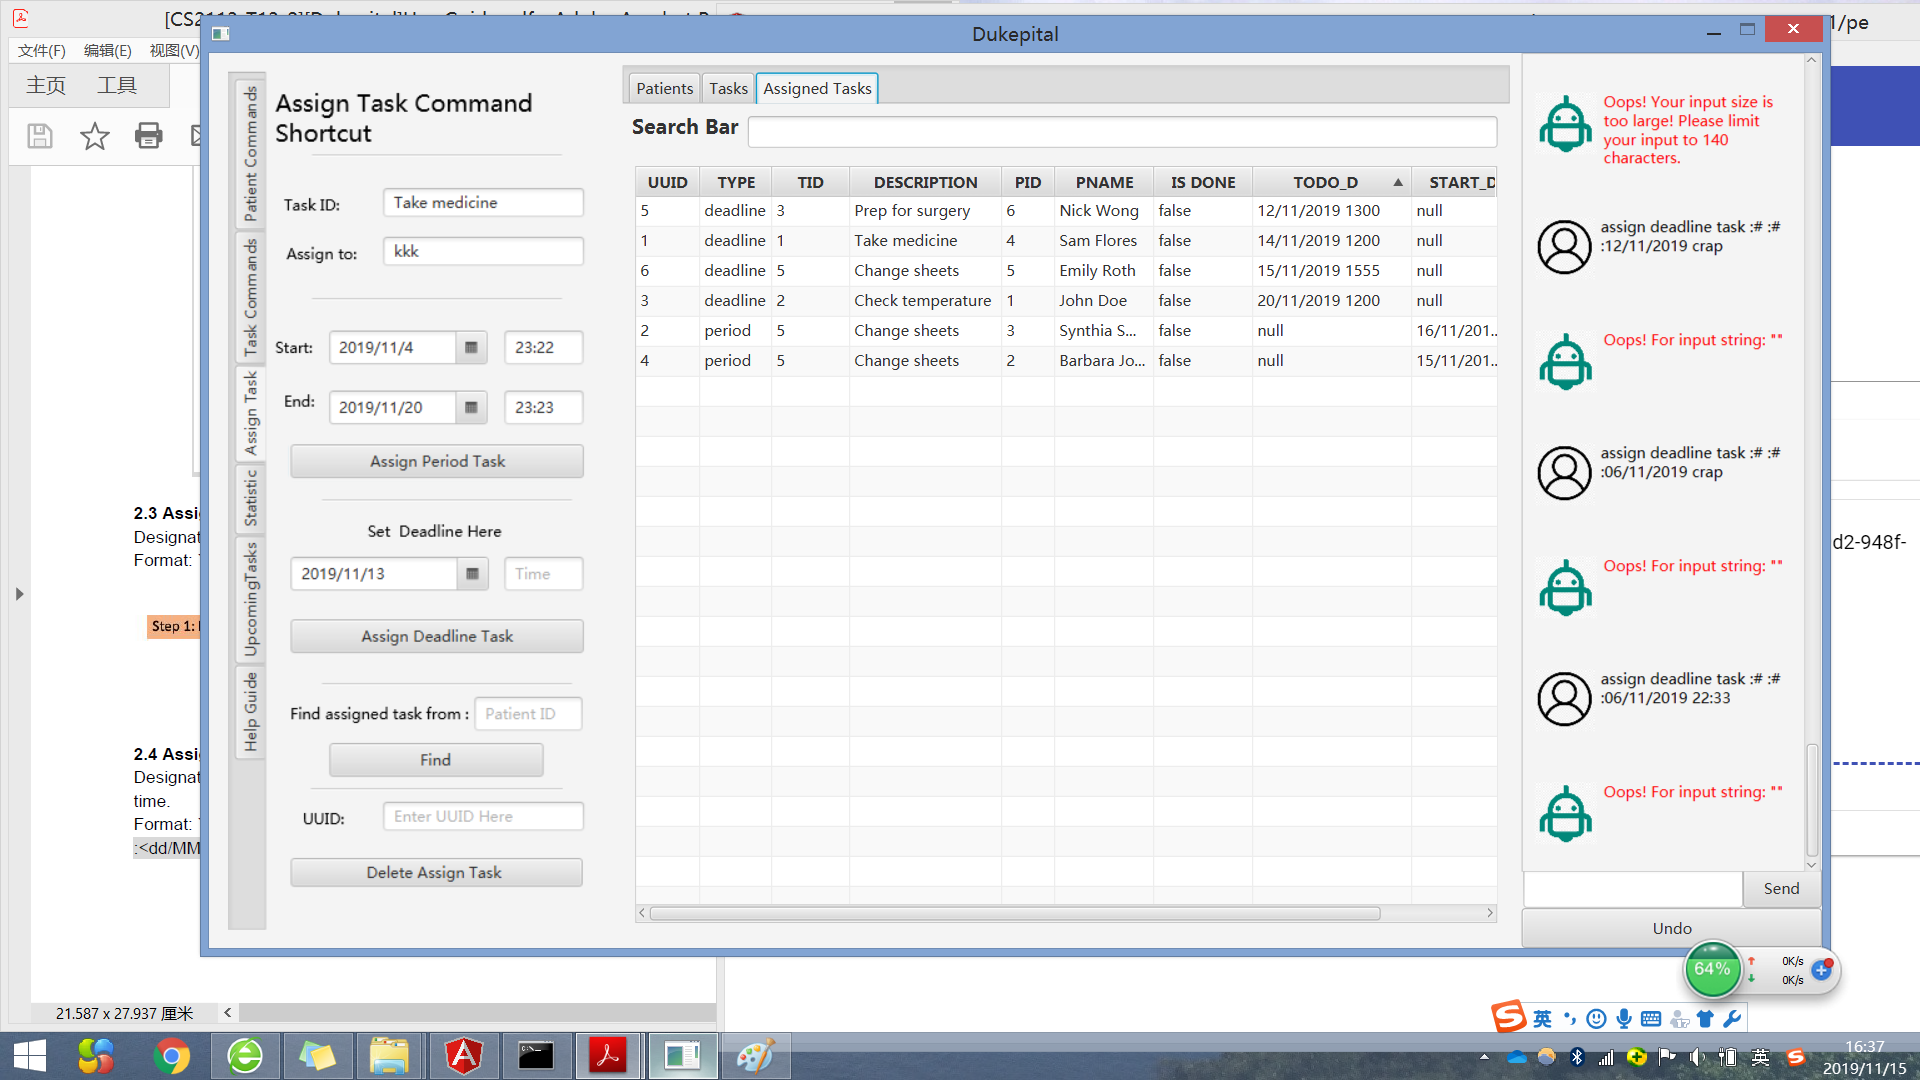 文件(F) 编辑(E) 视图(V)
主页 工具
Dukepital
1/pe
Patient Commands
Task Commands
Assign Task
Statistic
UpcomingTasks
Help Guide
Assign Task Command
Shortcut
Task ID: Take medicine
Assign to: kkk
Start: 2019/11/4 23:22
End: 2019/11/20 23:23
Assign Period Task
Set Deadline Here
2019/11/13 Time
Assign Deadline Task
Find assigned task from : Patient ID
Find
UUID: Enter UUID Here
Delete Assign Task
Patients Tasks Assigned Tasks
Search Bar
UUID TYPE TID DESCRIPTION PID PNAME IS DONE TODO_D START_D
5 deadline 3 Prep for surgery 6 Nick Wong false 12/11/2019 1300 null
1 deadline 1 Take medicine 4 Sam Flores false 14/11/2019 1200 null
6 deadline 5 Change sheets 5 Emily Roth false 15/11/2019 1555 null
3 deadline 2 Check temperature 1 John Doe false 20/11/2019 1200 null
2 period 5 Change sheets 3 Synthia S... false null 16/11/201...
4 period 5 Change sheets 2 Barbara Jo... false null 15/11/201...
Oops! Your input size is
too large! Please limit
your input to 140
characters.
assign deadline task :# :#
:12/11/2019 crap
Oops! For input string: ""
assign deadline task :# :#
:06/11/2019 crap
Oops! For input string: ""
assign deadline task :# :#
:06/11/2019 22:33
Oops! For input string: ""
Send
Undo
2.3 Assi
Designat
Format:
Step 1:
2.4 Assi
Designat
time.
Format:
:<dd/MM
d2-948f-
21.587 x 27.937 厘米
64%
0K/s
0K/s
英
英
16:37
2019/11/15